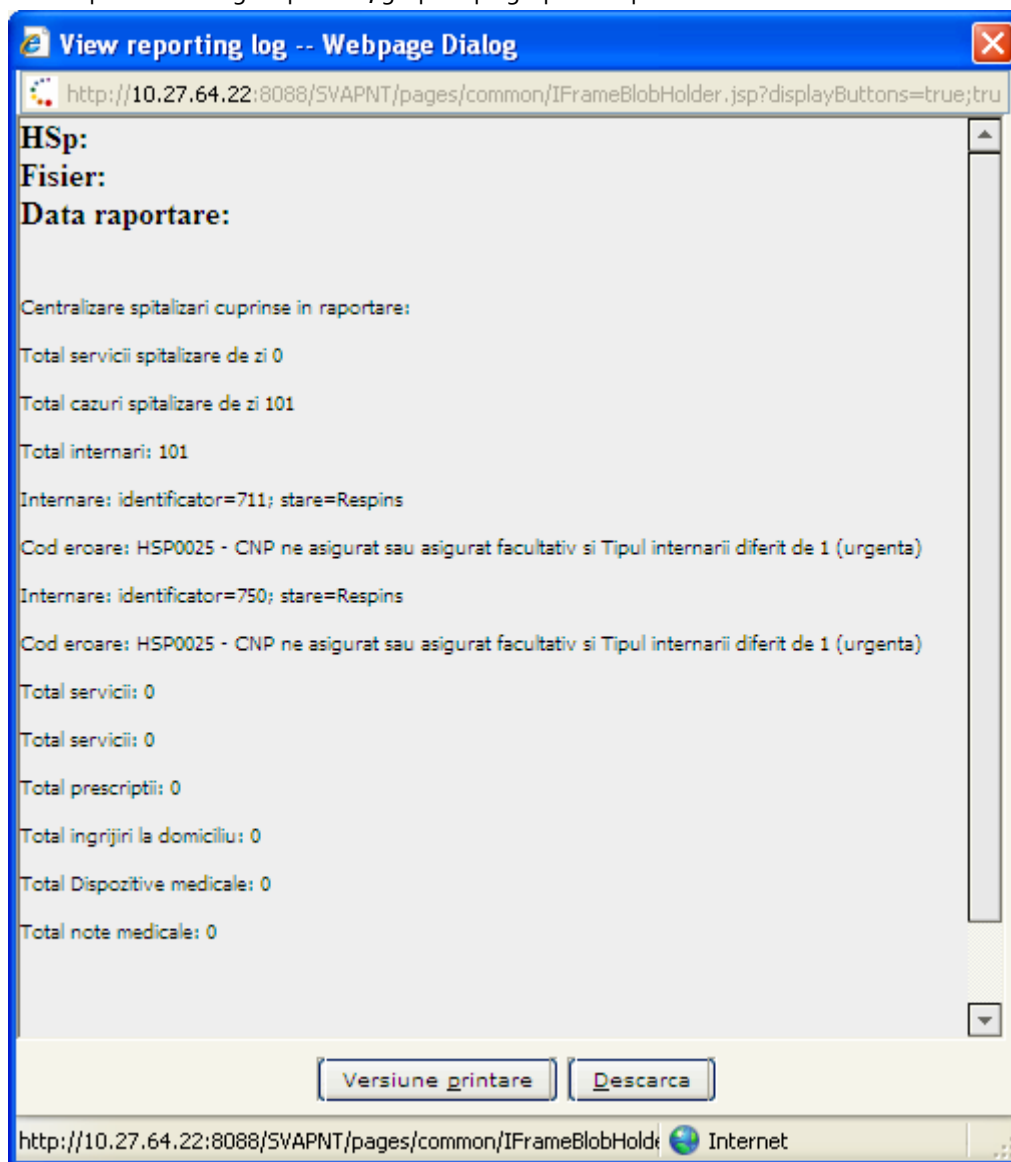 View reporting log -- Webpage Dialog
http://10.27.64.22:8088/SVAPNT/pages/common/IFrameBlobHolder.jsp?displayButtons=true;tru
HSp:
Fisier:
Data raportare:
Centralizare spitalizari cuprinse in raportare:
Total servicii spitalizare de zi 0
Total cazuri spitalizare de zi 101
Total internari: 101
Internare: identificator=711; stare=Respins
Cod eroare: HSP0025 - CNP ne asigurat sau asigurat facultativ si Tipul internarii diferit de 1 (urgenta)
Internare: identificator=750; stare=Respins
Cod eroare: HSP0025 - CNP ne asigurat sau asigurat facultativ si Tipul internarii diferit de 1 (urgenta)
Total servicii: 0
Total servicii: 0
Total prescriptii: 0
Total ingrijiri la domiciliu: 0
Total Dispozitive medicale: 0
Total note medicale: 0
Versiune printare Descarca
http://10.27.64.22:8088/SVAPNT/pages/common/IFrameBlobHolde Internet